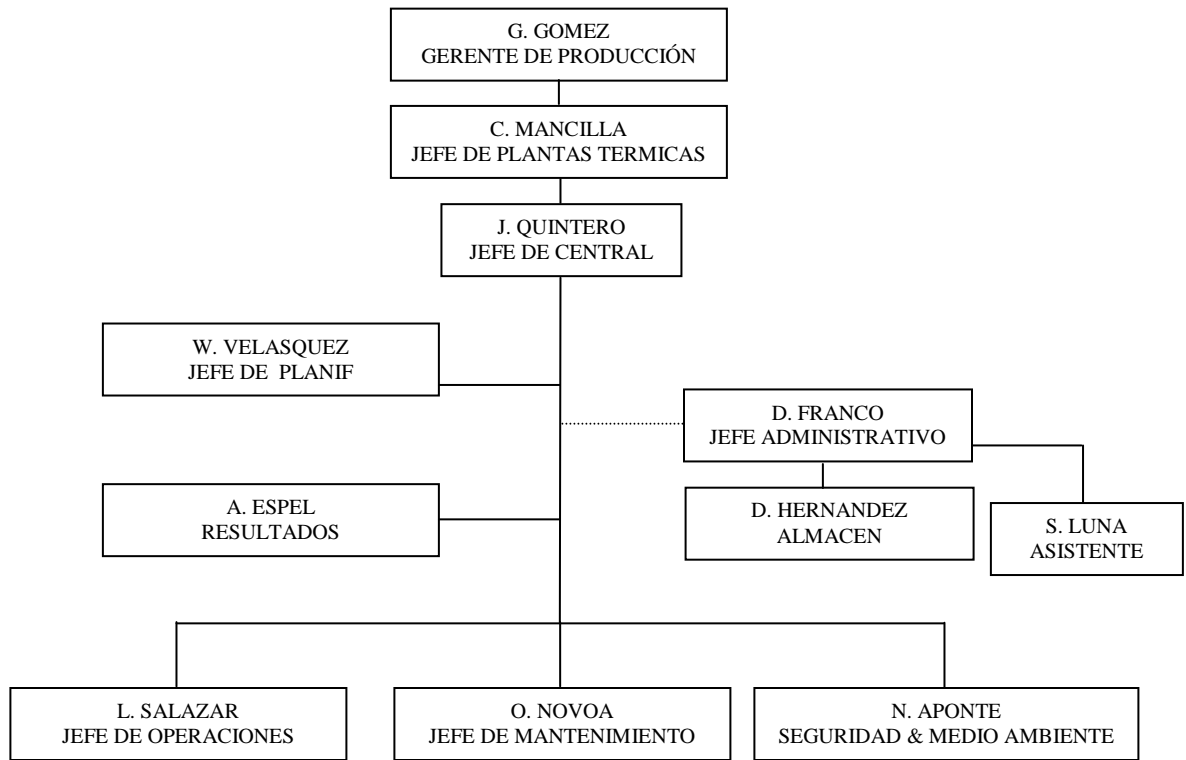 G. GOMEZ
GERENTE DE PRODUCCIÓN
C. MANCILLA
JEFE DE PLANTAS TERMICAS
J. QUINTERO
JEFE DE CENTRAL
W. VELASQUEZ
JEFE DE PLANIF
D. FRANCO
JEFE ADMINISTRATIVO
A. ESPEL
RESULTADOS
D. HERNANDEZ
ALMACEN
S. LUNA
ASISTENTE
L. SALAZAR
JEFE DE OPERACIONES
O. NOVOA
JEFE DE MANTENIMIENTO
N. APONTE
SEGURIDAD & MEDIO AMBIENTE